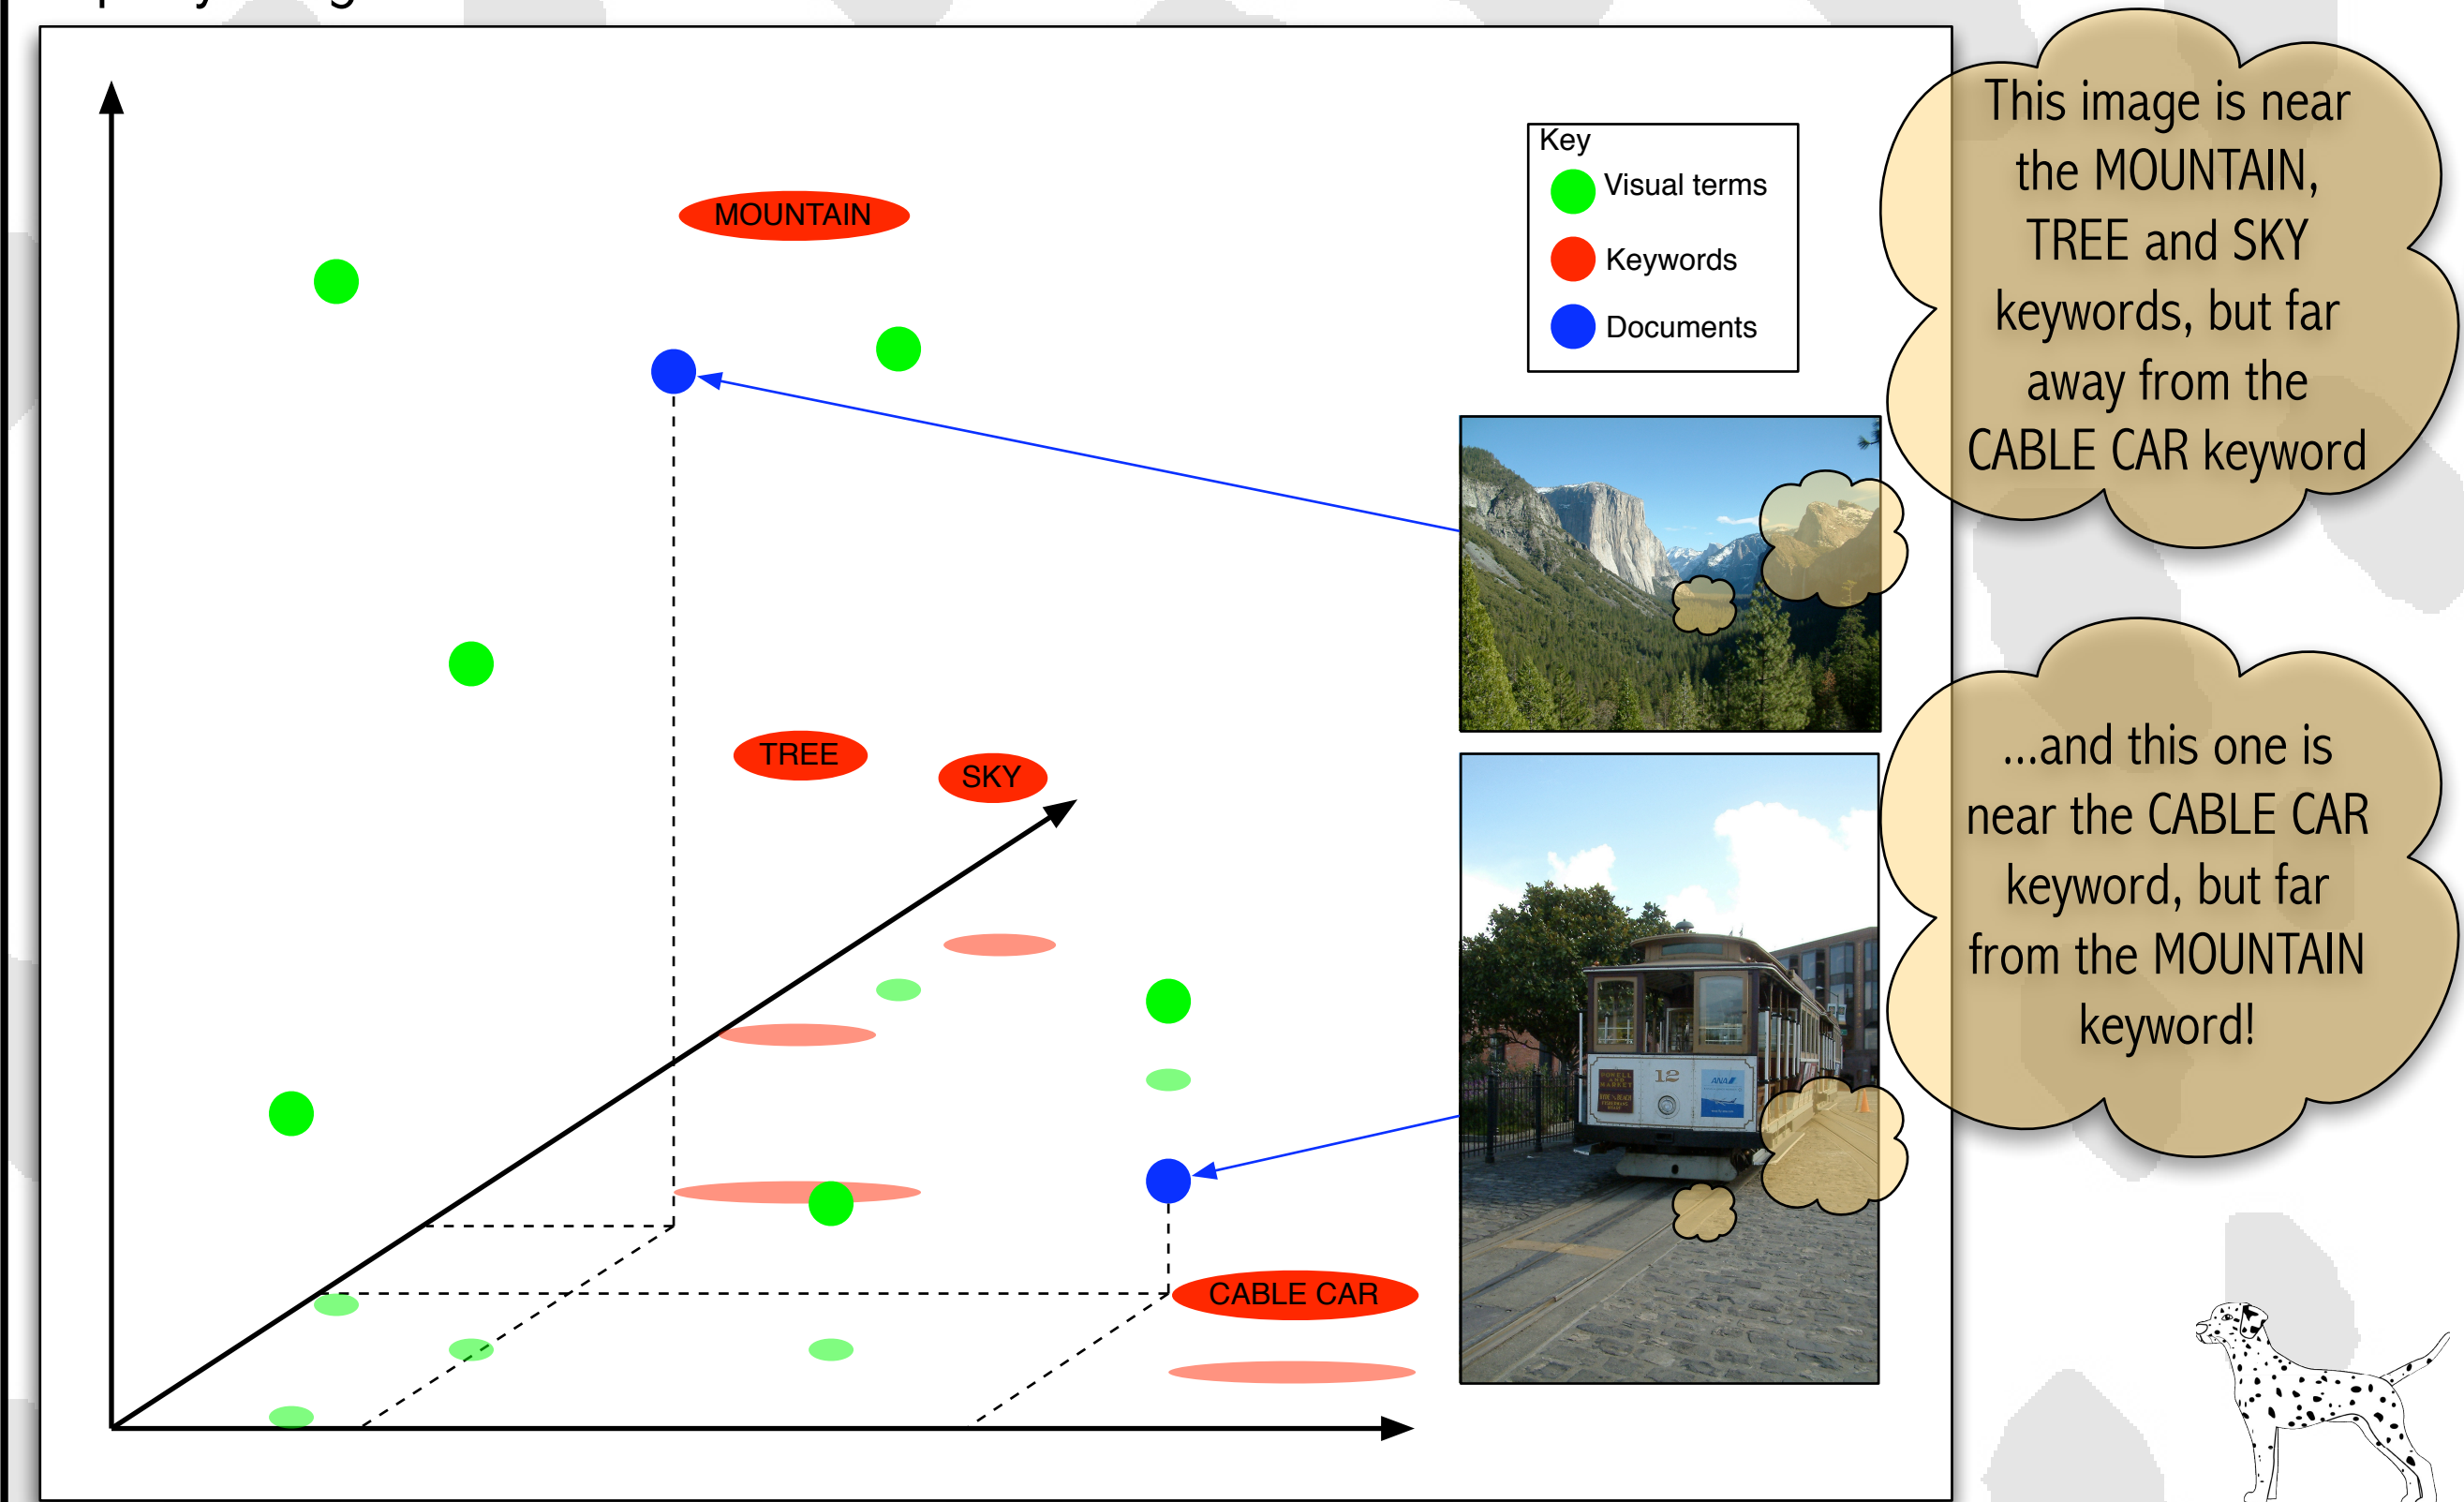 Key
Visual terms
Keywords
Documents
MOUNTAIN
TREE
SKY
CABLE CAR
This image is near
the MOUNTAIN,
TREE and SKY
keywords, but far
away from the
CABLE CAR keyword
...and this one is
near the CABLE CAR
keyword, but far
from the MOUNTAIN
keyword!
12
ANA